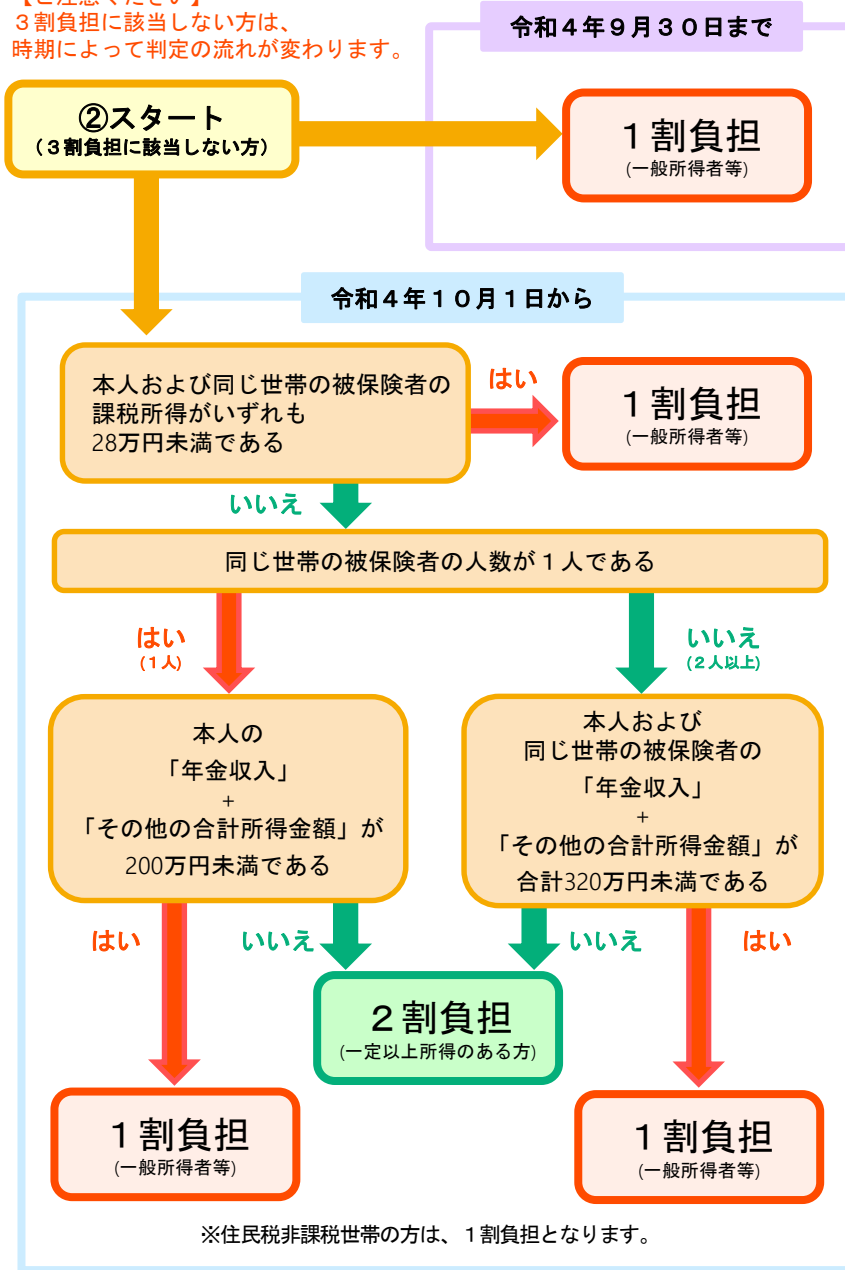 【ご注意ください】
３割負担に該当しない方は、
時期によって判定の流れが変わります。
令和４年９月３０日まで
②スタート
（３割負担に該当しない方）
１割負担
(一般所得者等)
令和４年１０月１日から
本人および同じ世帯の被保険者の
課税所得がいずれも
28万円未満である
はい
１割負担
(一般所得者等)
いいえ
同じ世帯の被保険者の人数が１人である
はい
(１人)
いいえ
(２人以上)
本人の
「年金収入」
+
「その他の合計所得金額」が
200万円未満である
本人および
同じ世帯の被保険者の
「年金収入」
+
「その他の合計所得金額」が
合計320万円未満である
はい
いいえ
いいえ
はい
２割負担
(一定以上所得のある方)
１割負担
(一般所得者等)
１割負担
(一般所得者等)
※住民税非課税世帯の方は、１割負担となります。